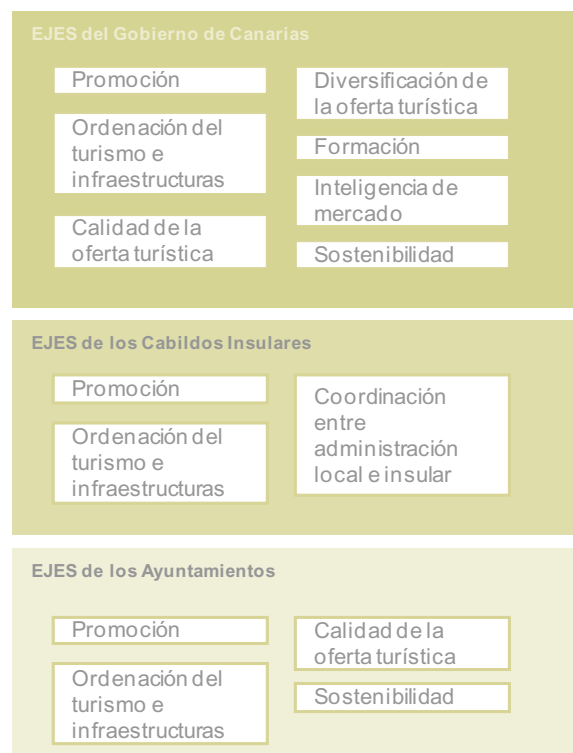 EJES del Gobierno de Canarias
Promoción
Ordenación del
turismo e
infraestructuras
Calidad de la
oferta turística
Diversificación de
la oferta turística
Formación
Inteligencia de
mercado
Sostenibilidad
EJES de los Cabildos Insulares
Promoción
Ordenación del
turismo e
infraestructuras
Coordinación
entre
administración
local e insular
EJES de los Ayuntamientos
Promoción
Ordenación del
turismo e
infraestructuras
Calidad de la
oferta turística
Sostenibilidad